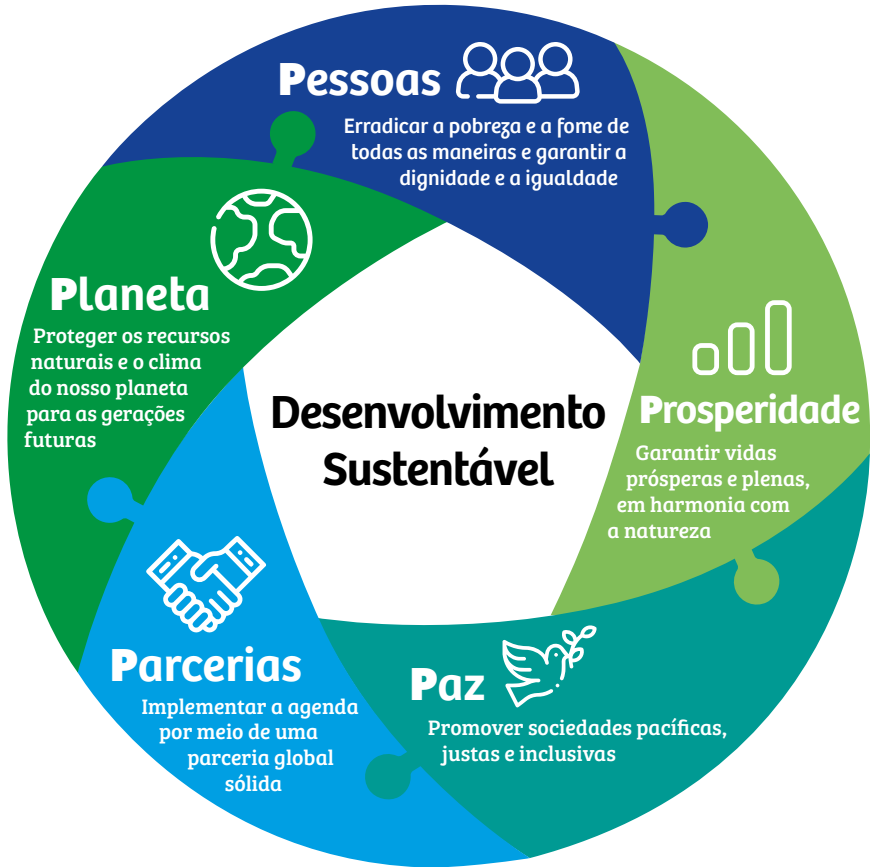 Pessoas
Erradicar a pobreza e a fome de
todas as maneiras e garantir a
dignidade e a igualdade
Planeta
Proteger os recursos
naturais e o clima
do nosso planeta
para as gerações
futuras
Desenvolvimento
Sustentável
Prosperidade
Garantir vidas
prósperas e plenas,
em harmonia com
a natureza
Parcerias
Implementar a agenda
por meio de uma
parceria global
sólida
Paz
Promover sociedades pacíficas,
justas e inclusivas